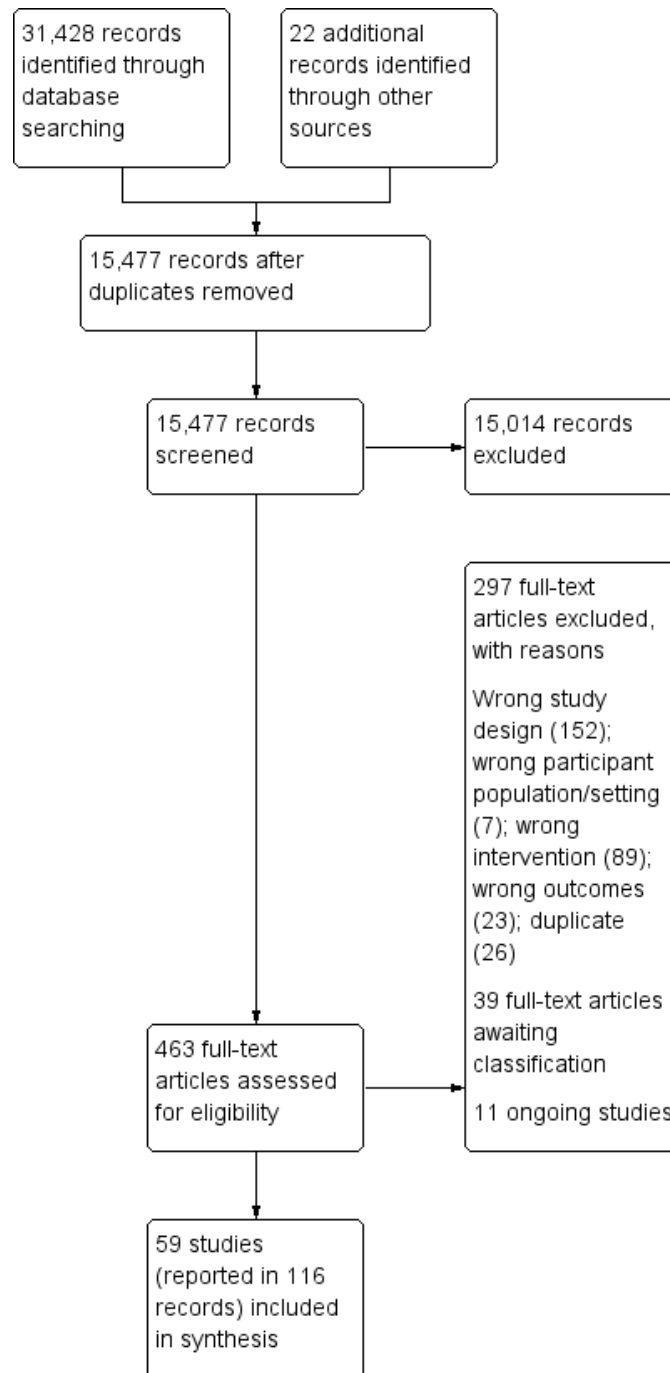 31,428 records
identified through
database
searching
22 additional
records identified
through other
sources
15,477 records after
duplicates removed
15,477 records
screened
15,014 records
excluded
297 full-text
articles excluded,
with reasons
Wrong study
design (152);
wrong participant
population/setting
(7); wrong
intervention (89);
wrong outcomes
(23); duplicate
(26)
39 full-text articles
awaiting
classification
11 ongoing studies
463 full-text
articles assessed
for eligibility
59 studies
(reported in 116
records) included
in synthesis